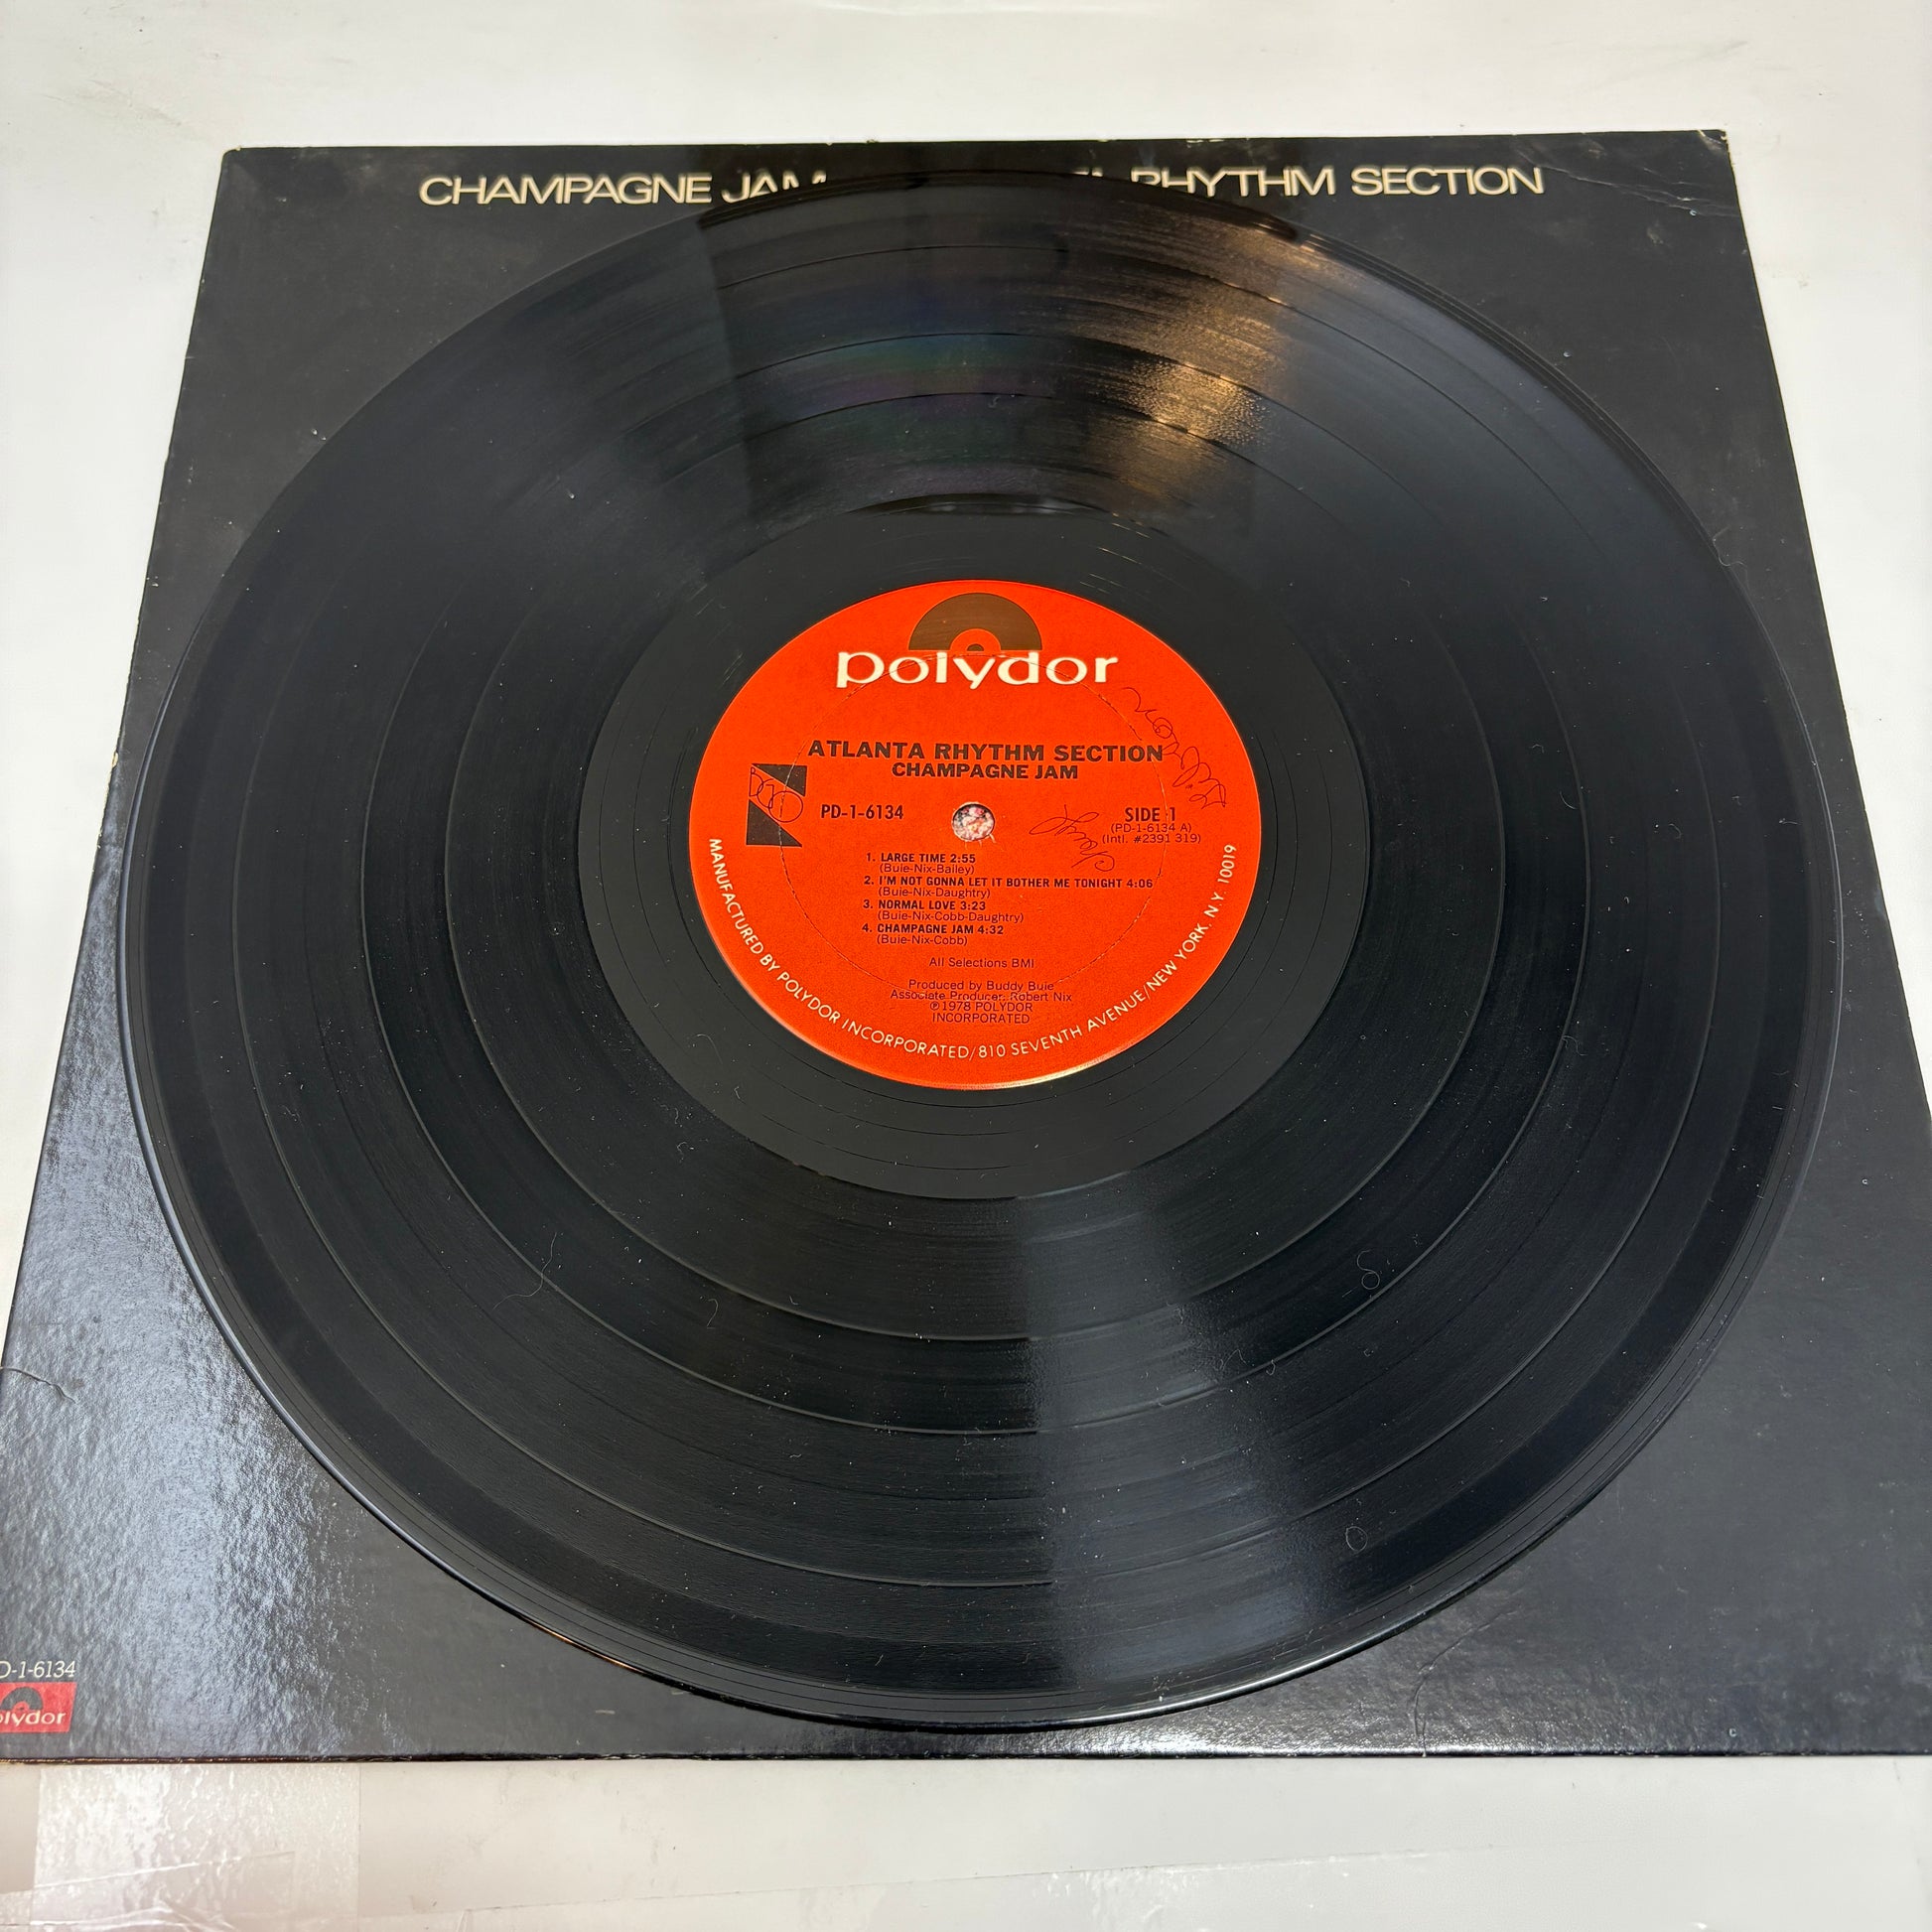 CHAMPAGNE JAM
RHYTHM SECTION
polydor
ATLANTA RHYTHM SECTION
CHAMPAGNE JAM
PD-1-6134
SIDE 1
(PD-1-6134 A)
(Intl. #2391 319)
Cheryl
1. LARGE TIME 2:55
(Buie-Nix-Bailey)
2. I'M NOT GONNA LET IT BOTHER ME TONIGHT 4:06
(Buie-Nix-Daughtry)
3. NORMAL LOVE 3:23
(Buie-Nix-Cobb-Daughtry)
4. CHAMPAGNE JAM 4:32
(Buie-Nix-Cobb)
All Selections BMI
Produced by Buddy Buie
Associate Producer: Robert Nix
℗1978 POLYDOR
INCORPORATED
MANUFACTURED BY POLYDOR INCORPORATED/810 SEVENTH AVENUE/NEW YORK, N.Y. 10019
D-1-6134
olydor